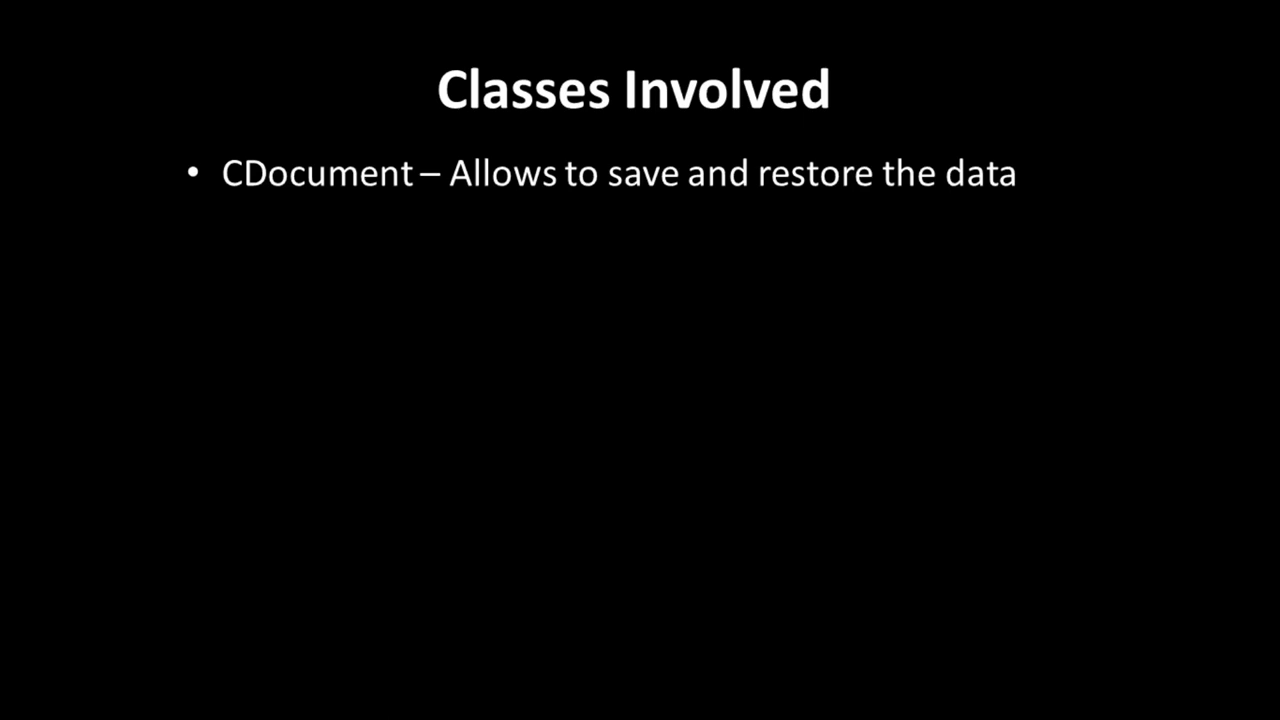 Classes Involved
• CDocument – Allows to save and restore the data